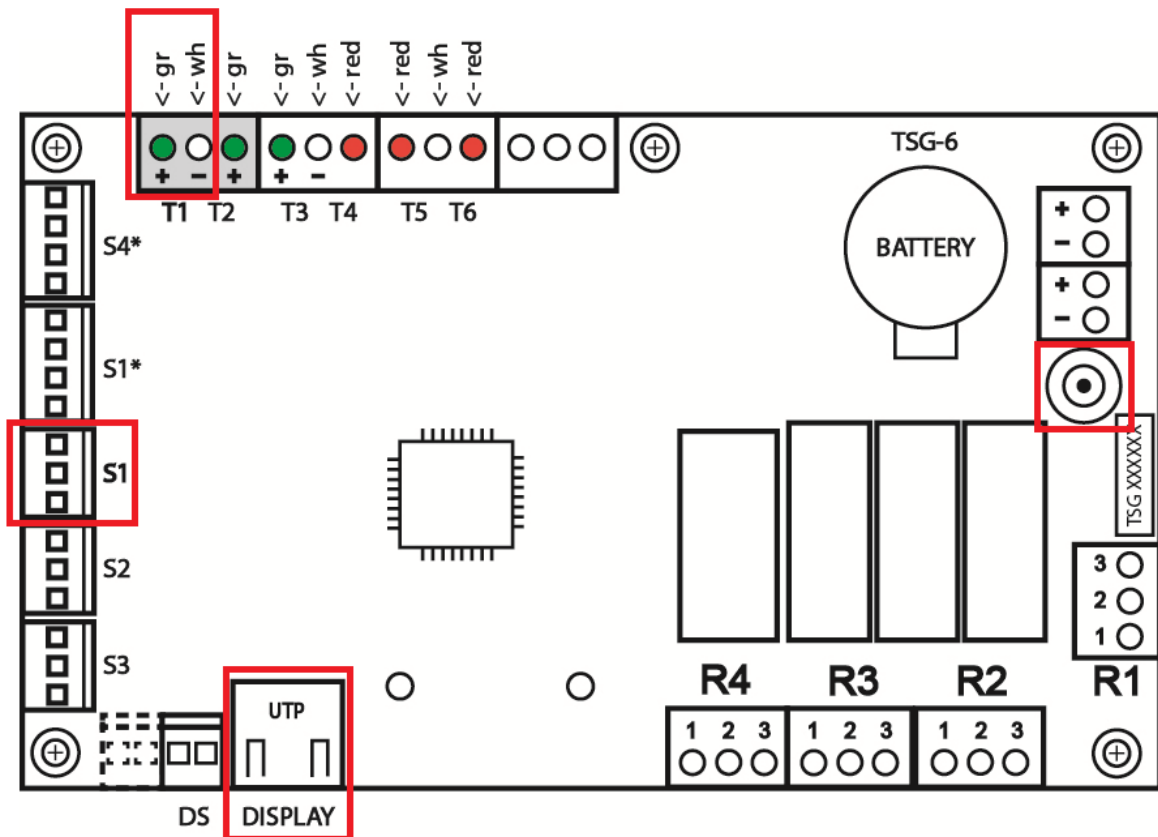 <-gr <-wh <-gr <-gr <-wh <-red <-red <-wh <-red
+ - + + -
T1 T2 T3 T4 T5 T6
TSG-6
BATTERY
+
-
+
-
S4*
S1*
S1
S2
S3
TSG XXXXXX
3
2
1
R4 R3 R2 R1
1 2 3 1 2 3 1 2 3
UTP
DS DISPLAY